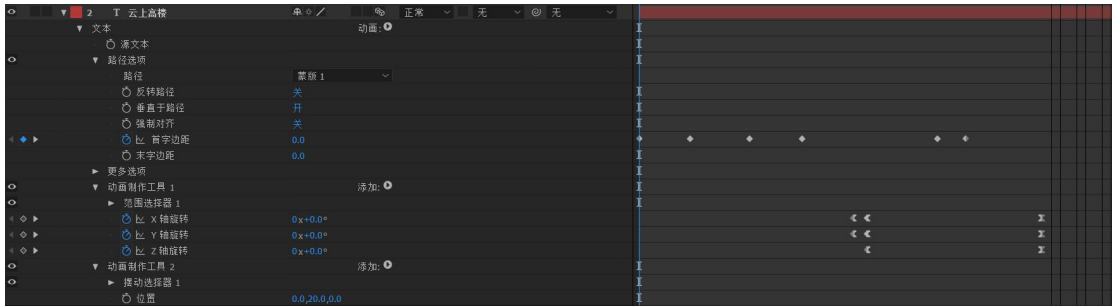 2 T 云上高楼 正常 无 无
文本 动画:
源文本
路径选项
路径 蒙版 1
反转路径 关
垂直于路径 开
强制对齐 关
首字边距 0.0
末字边距 0.0
更多选项
动画制作工具 1 添加:
范围选择器 1
X 轴旋转 0x+0.0°
Y 轴旋转 0x+0.0°
Z 轴旋转 0x+0.0°
动画制作工具 2 添加:
摆动选择器 1
位置 0.0,20.0,0.0